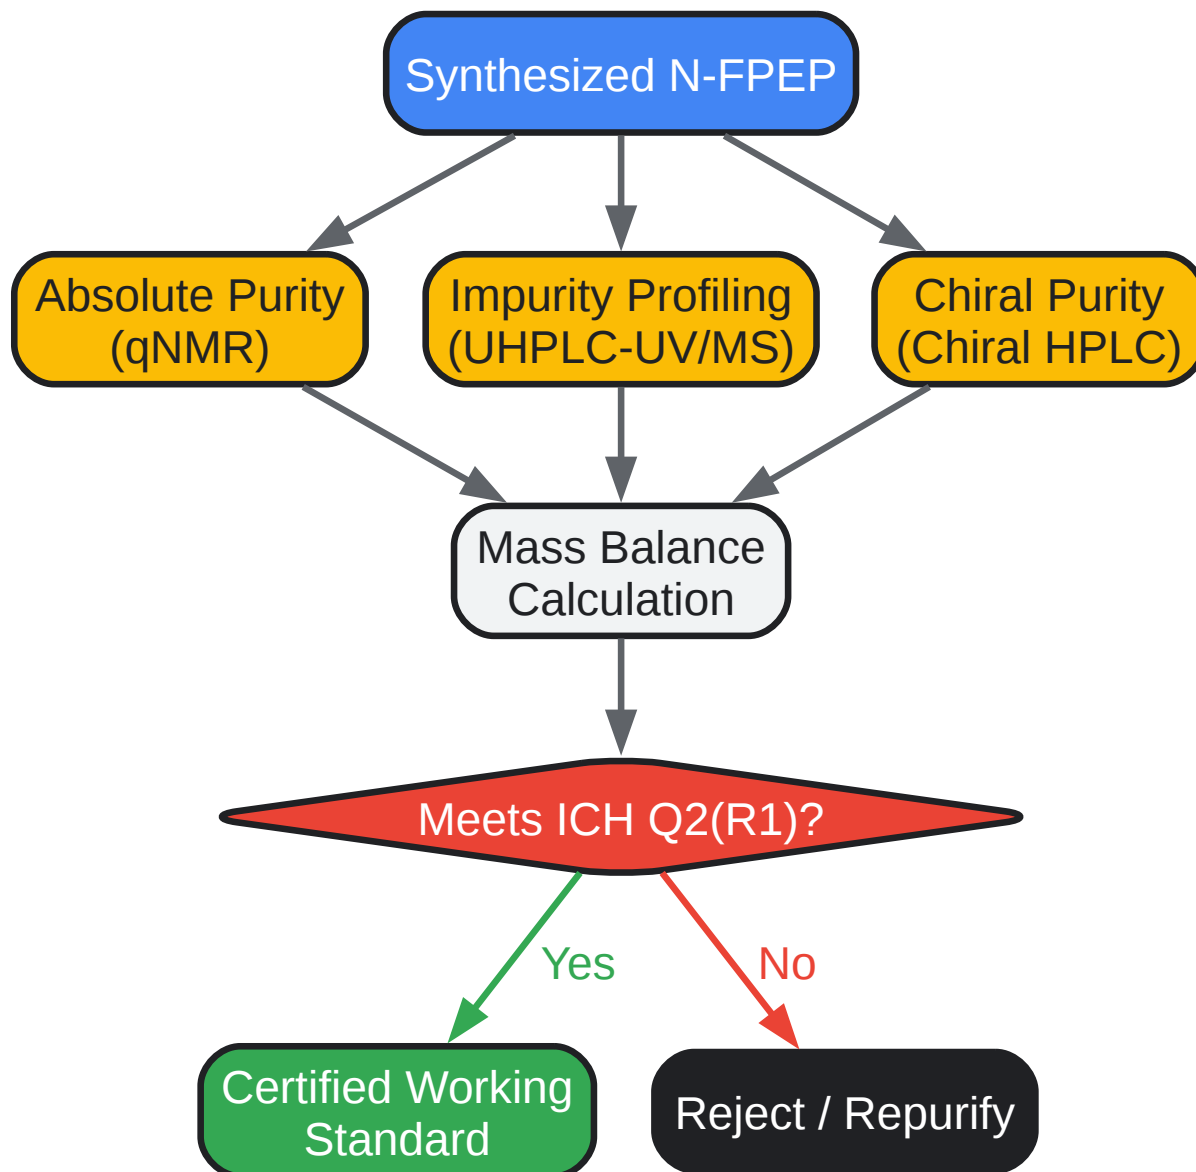 Synthesized N-FPEP
Absolute Purity
(qNMR)
Impurity Profiling
(UHPLC-UV/MS)
Chiral Purity
(Chiral HPLC)
Mass Balance
Calculation
Meets ICH Q2(R1)?
Yes
No
Certified Working
Standard
Reject / Repurify